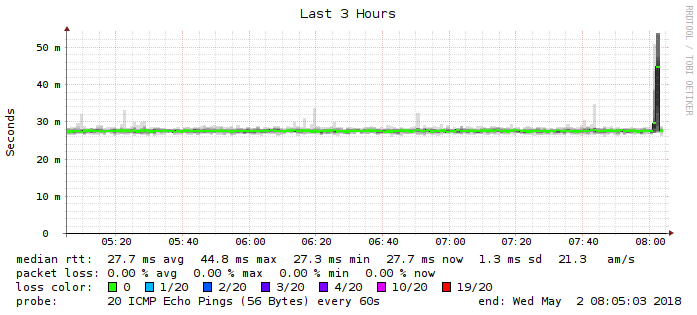 Last 3 Hours
RRDTOOL / TOBI OETIKER
Seconds
50 m
40 m
30 m
20 m
10 m
0
05:20 05:40 06:00 06:20 06:40 07:00 07:20 07:40 08:00
median rtt: 27.7 ms avg 44.8 ms max 27.3 ms min 27.7 ms now 1.3 ms sd 21.3 am/s
packet loss: 0.00 % avg 0.00 % max 0.00 % min 0.00 % now
loss color: 0 1/20 2/20 3/20 4/20 10/20 19/20
probe: 20 ICMP Echo Pings (56 Bytes) every 60s end: Wed May 2 08:05:03 2018